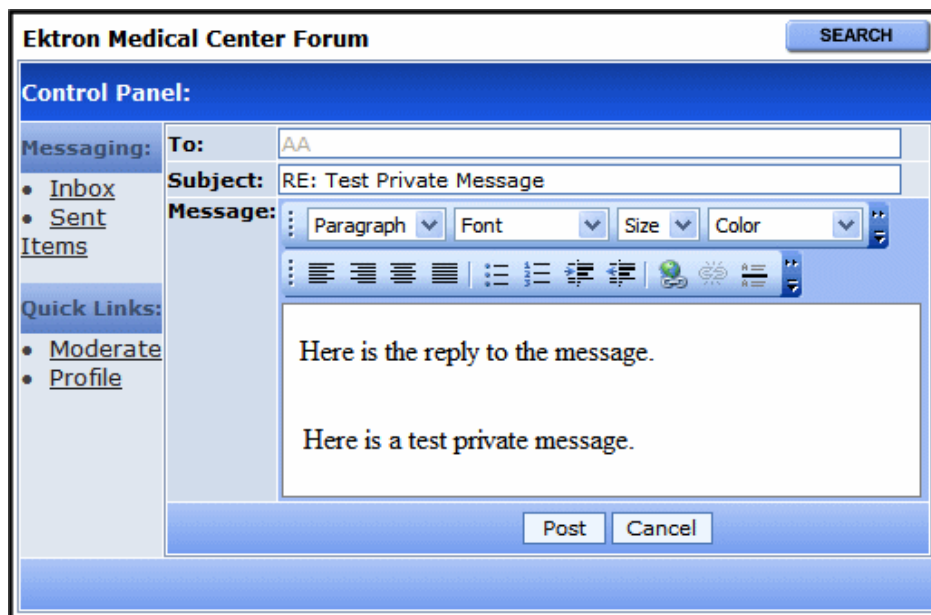 Ektron Medical Center Forum
SEARCH
Control Panel:
Messaging:
• Inbox
• Sent
Items
Quick Links:
• Moderate
• Profile
To: AA
Subject: RE: Test Private Message
Message:
Paragraph Font Size Color
Here is the reply to the message.
Here is a test private message.
Post Cancel